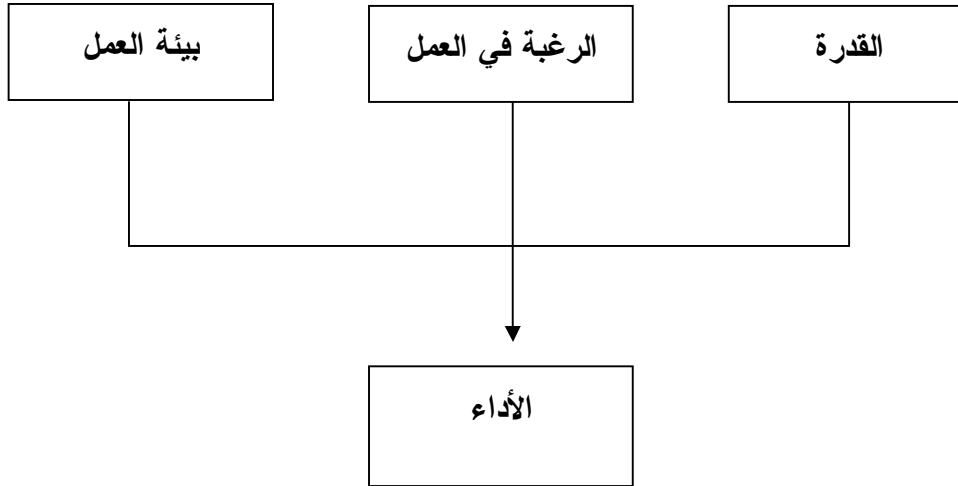 القدرة
الرغبة في العمل
بيئة العمل
الأداء